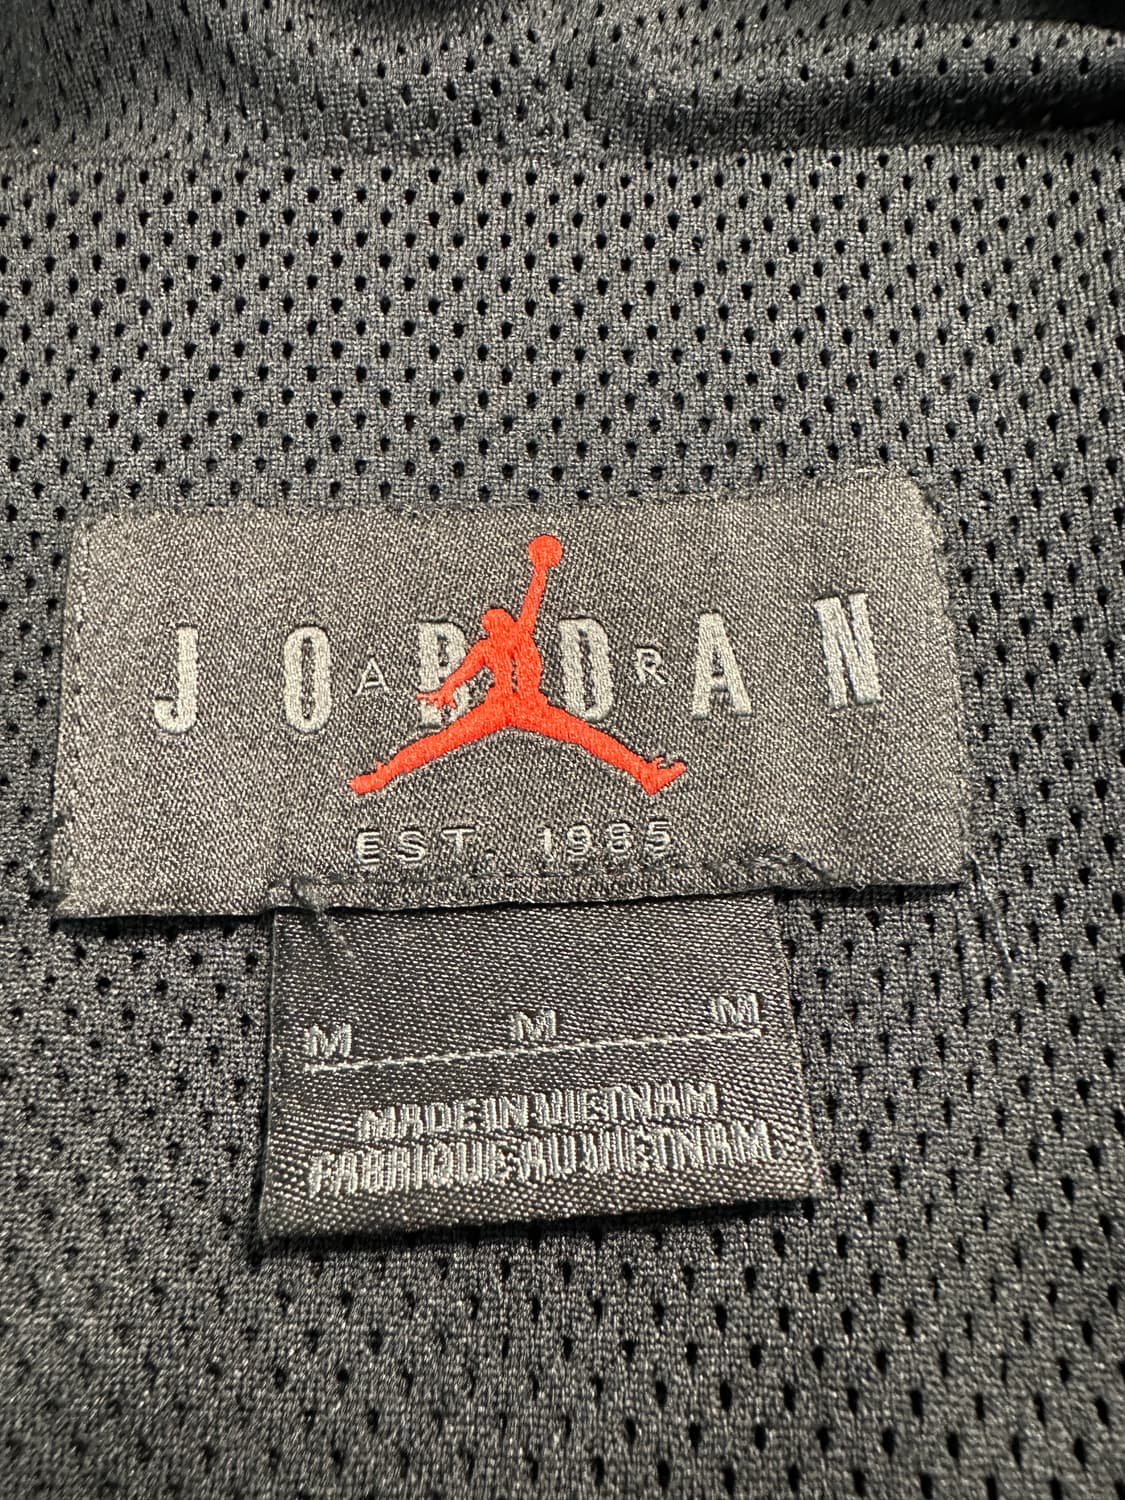 JORDAN
AIR
EST. 1985
M M M
MADE IN VIETNAM
FABRIQUE AU VIETNAM